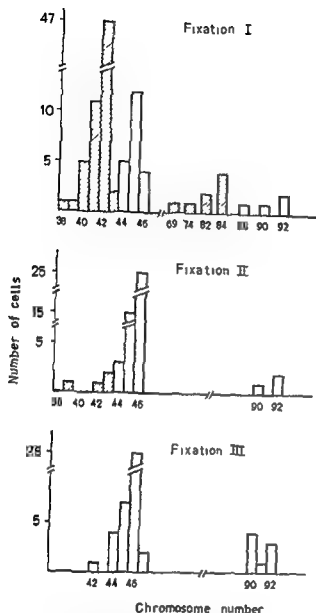 Fixation I
47
10
5
38 40 42 44 46 69 74 82 84 90 92
Fixation II
Number of cells
25
15
5
38 40 42 44 46 90 92
Fixation III
5
42 44 46 90 92
Chromosome number